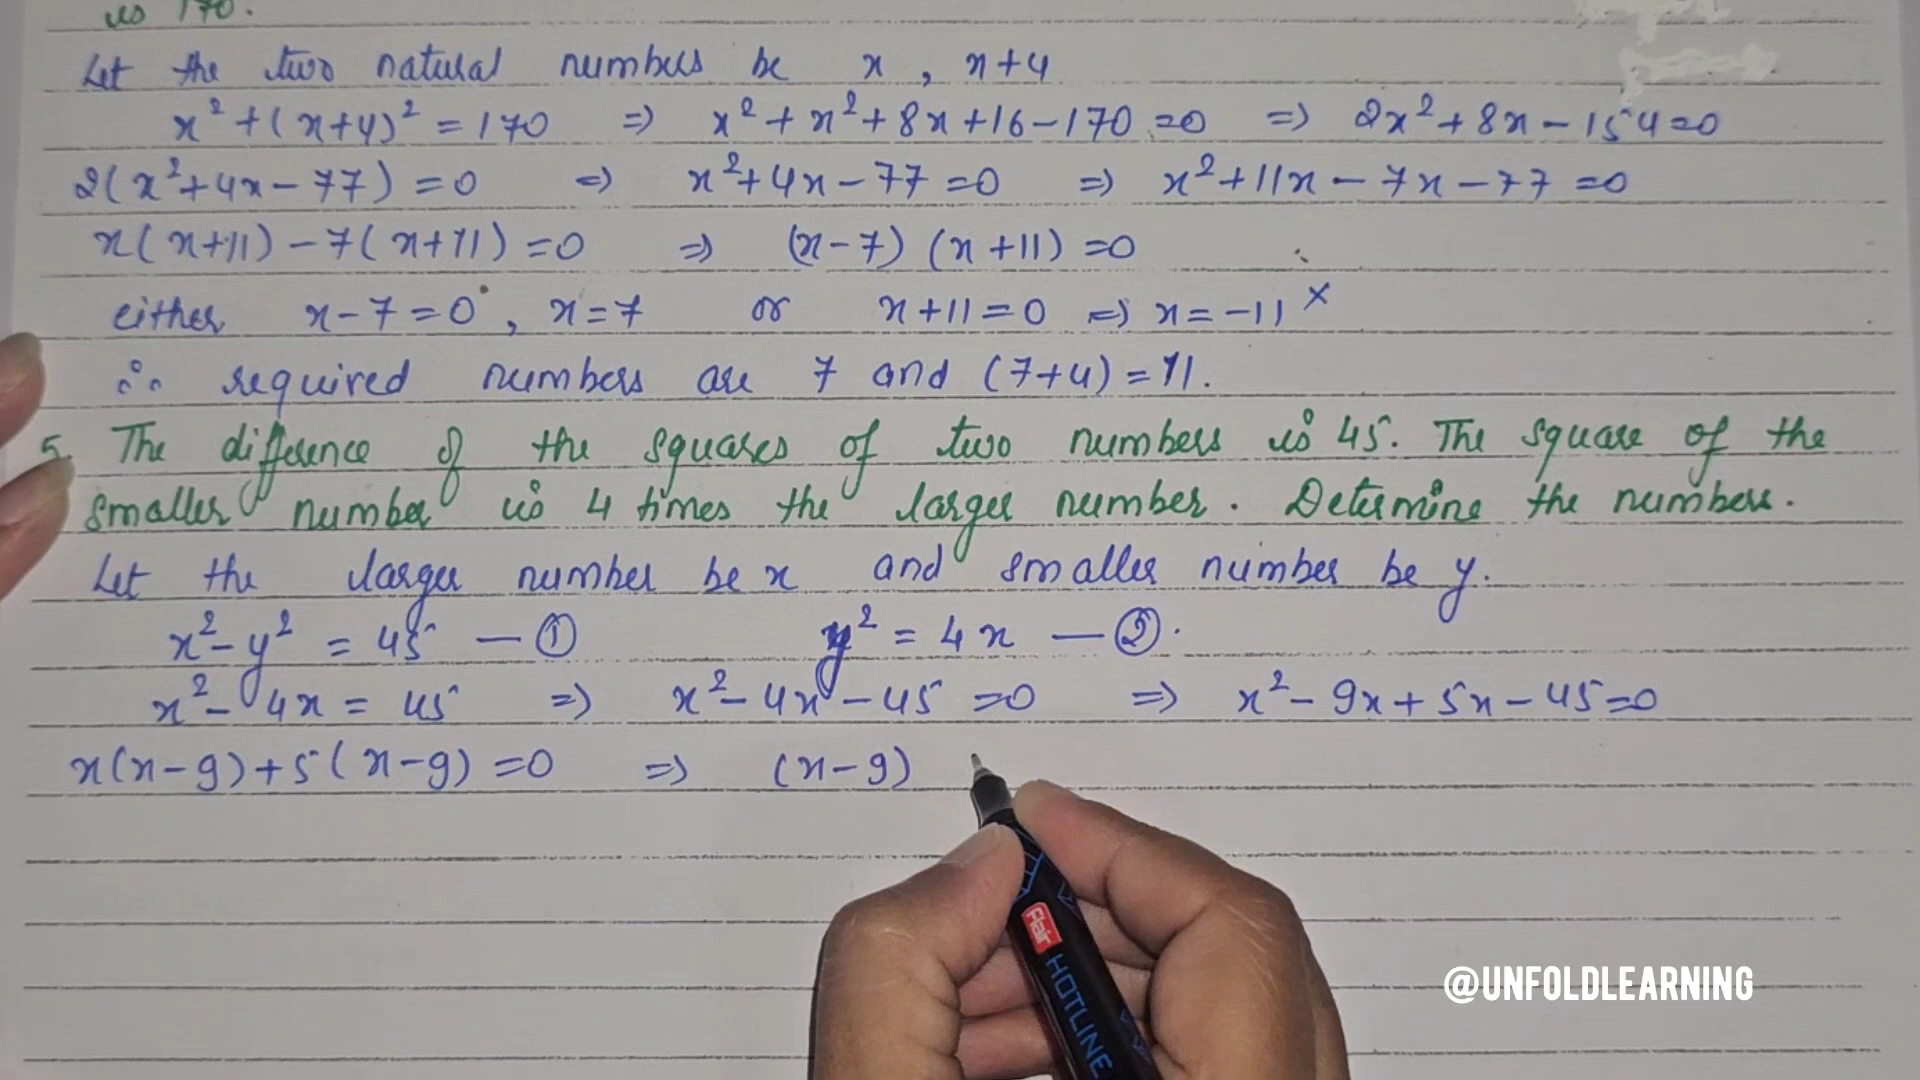 is 170.
Let the two natural numbers be x , x+4
x² + (x+4)² = 170 ⇒ x² + x² + 8x + 16 - 170 = 0 ⇒ 2x² + 8x - 154 = 0
2(x² + 4x - 77) = 0 ⇒ x² + 4x - 77 = 0 ⇒ x² + 11x - 7x - 77 = 0
x(x+11) - 7(x+11) = 0 ⇒ (x-7) (x+11) = 0
either x - 7 = 0 , x = 7 or x + 11 = 0 ⇒ x = -11 ×
∴ required numbers are 7 and (7+4) = 11.
5. The difference of the squares of two numbers is 45. The square of the
smaller number is 4 times the larger number. Determine the numbers.
Let the larger number be x and smaller number be y.
x² - y² = 45 — ① y² = 4x — ②.
x² - 4x = 45 ⇒ x² - 4x - 45 = 0 ⇒ x² - 9x + 5x - 45 = 0
x(x-9) + 5(x-9) = 0 ⇒ (x-9)
Flair
HOTLINE
@UNFOLDLEARNING